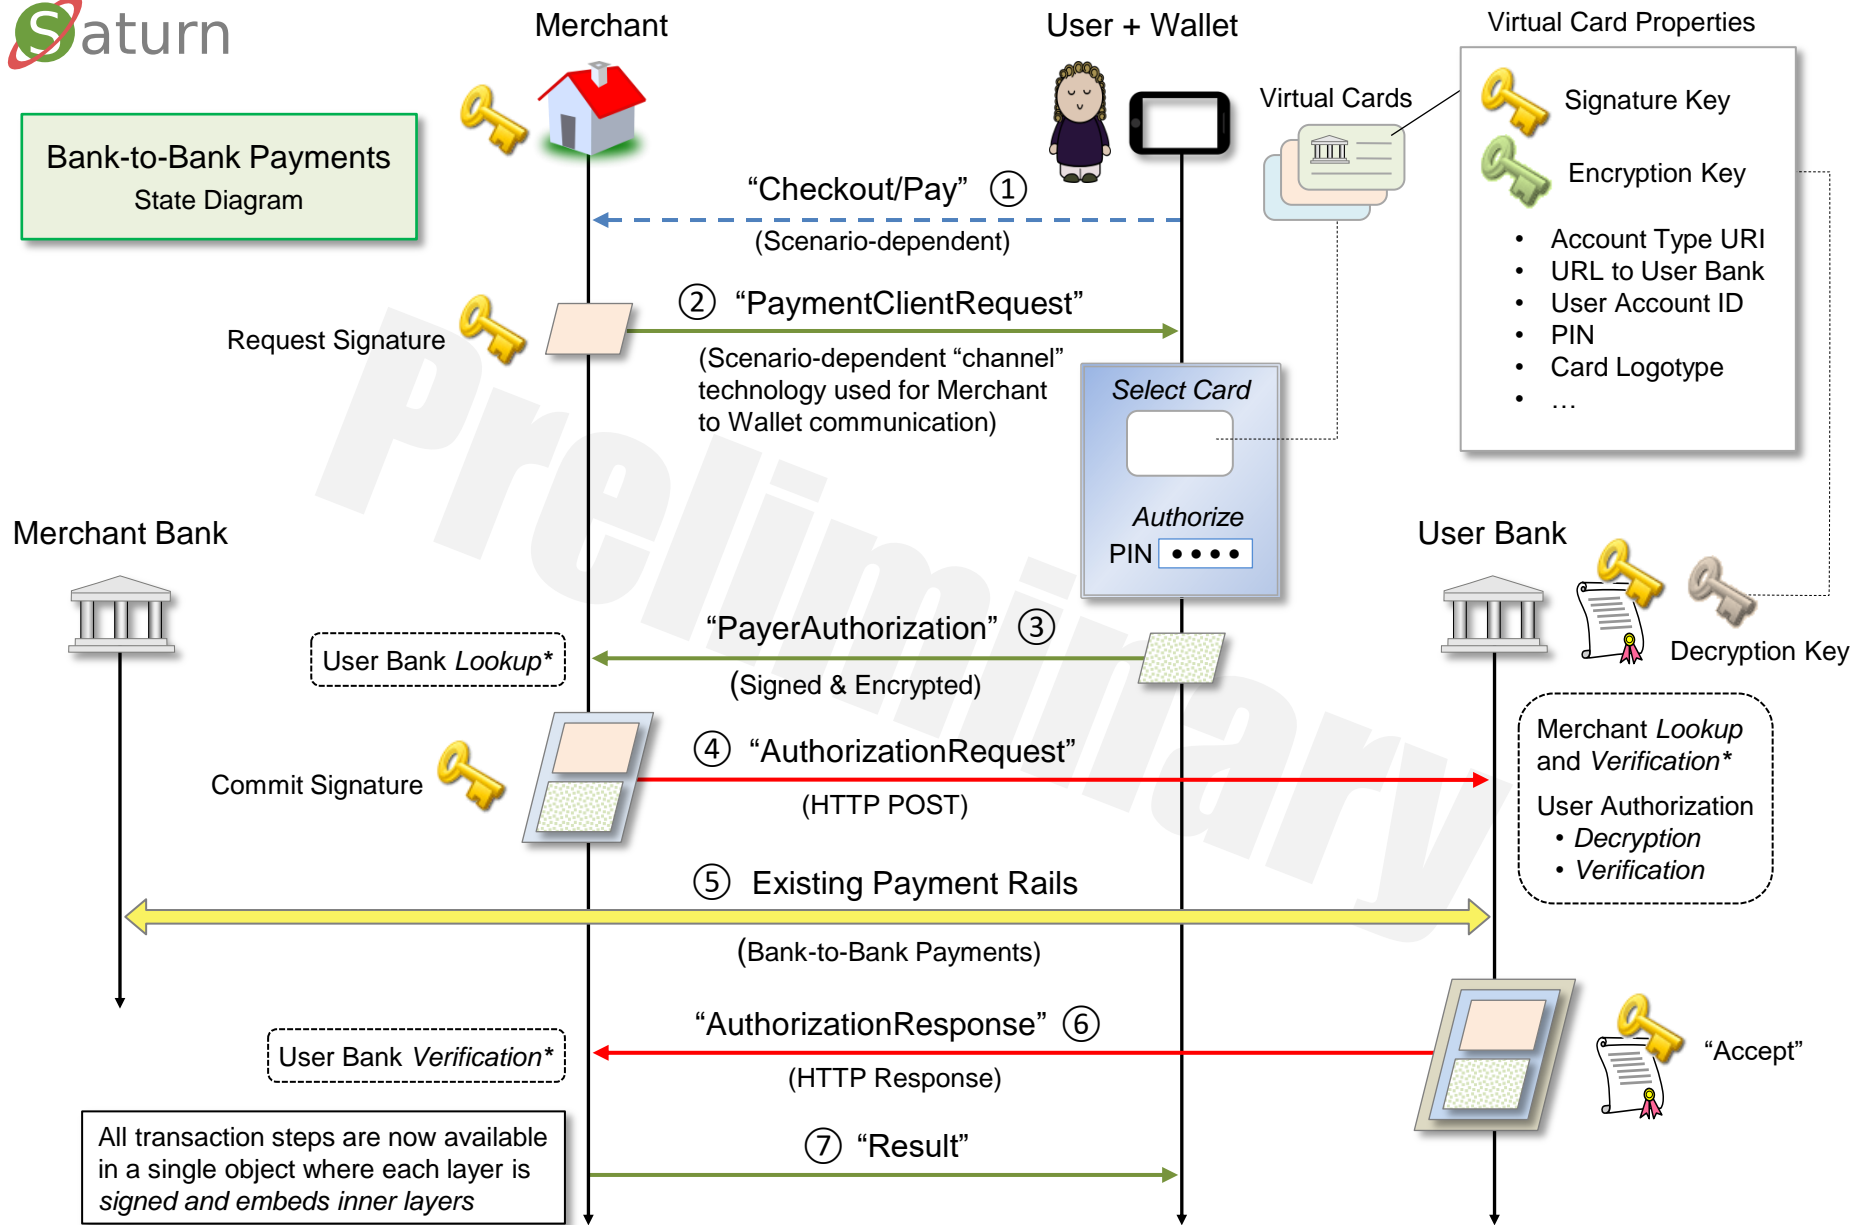 Saturn
Merchant
User + Wallet
Virtual Card Properties
Bank-to-Bank Payments
State Diagram
Virtual Cards
Signature Key
Encryption Key
• Account Type URI
• URL to User Bank
• User Account ID
• PIN
• Card Logotype
• …
“Checkout/Pay” ①
(Scenario-dependent)
② “PaymentClientRequest”
Request Signature
(Scenario-dependent “channel”
technology used for Merchant
to Wallet communication)
Select Card
Authorize
PIN ••••
Preliminary
Merchant Bank
User Bank
Decryption Key
“PayerAuthorization” ③
User Bank Lookup*
(Signed & Encrypted)
Merchant Lookup
and Verification*
User Authorization
• Decryption
• Verification
④ “AuthorizationRequest”
Commit Signature
(HTTP POST)
⑤ Existing Payment Rails
(Bank-to-Bank Payments)
“AuthorizationResponse” ⑥
User Bank Verification*
(HTTP Response)
“Accept”
All transaction steps are now available
in a single object where each layer is
signed and embeds inner layers
⑦ “Result”